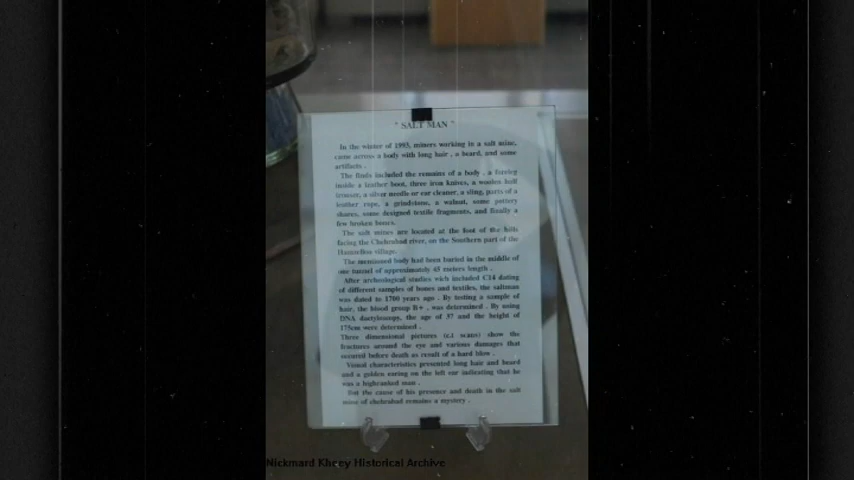 " SALT MAN "
In the winter of 1993, miners working in a salt mine,
came across a body with long hair , a beard, and some
artifacts .
The finds included the remains of a body , a foreleg
inside a leather boot, three iron knives, a woolen half
trouser, a silver needle or ear cleaner, a sling, parts of a
leather rope, a grindstone, a walnut, some pottery
shares, some designed textile fragments, and finally a
few broken bones.
The salt mines are located at the foot of the hills
facing the Chehrabad river, on the Southern part of the
village.
The mentioned body had been buried in the middle of
one tunnel of approximately 45 meters length .
After archeological studies wich included C14 dating
of different samples of bones and textiles, the saltman
was dated to 1700 years ago . By testing a sample of
hair, the blood group B+ , was determined . By using
DNA the age of 37 and the height of
175cm were determined .
Three dimensional pictures (c.t scans) show the
fractures around the eye and various damages that
occured before death as result of a hard blow .
Visual characteristics presented long hair and beard
and a golden earing on the left ear indicating that he
was a highranked man .
But the cause of his presence and death in the salt
mine of chehrabad remains a mystery .
Nickmard Khoey Historical Archive